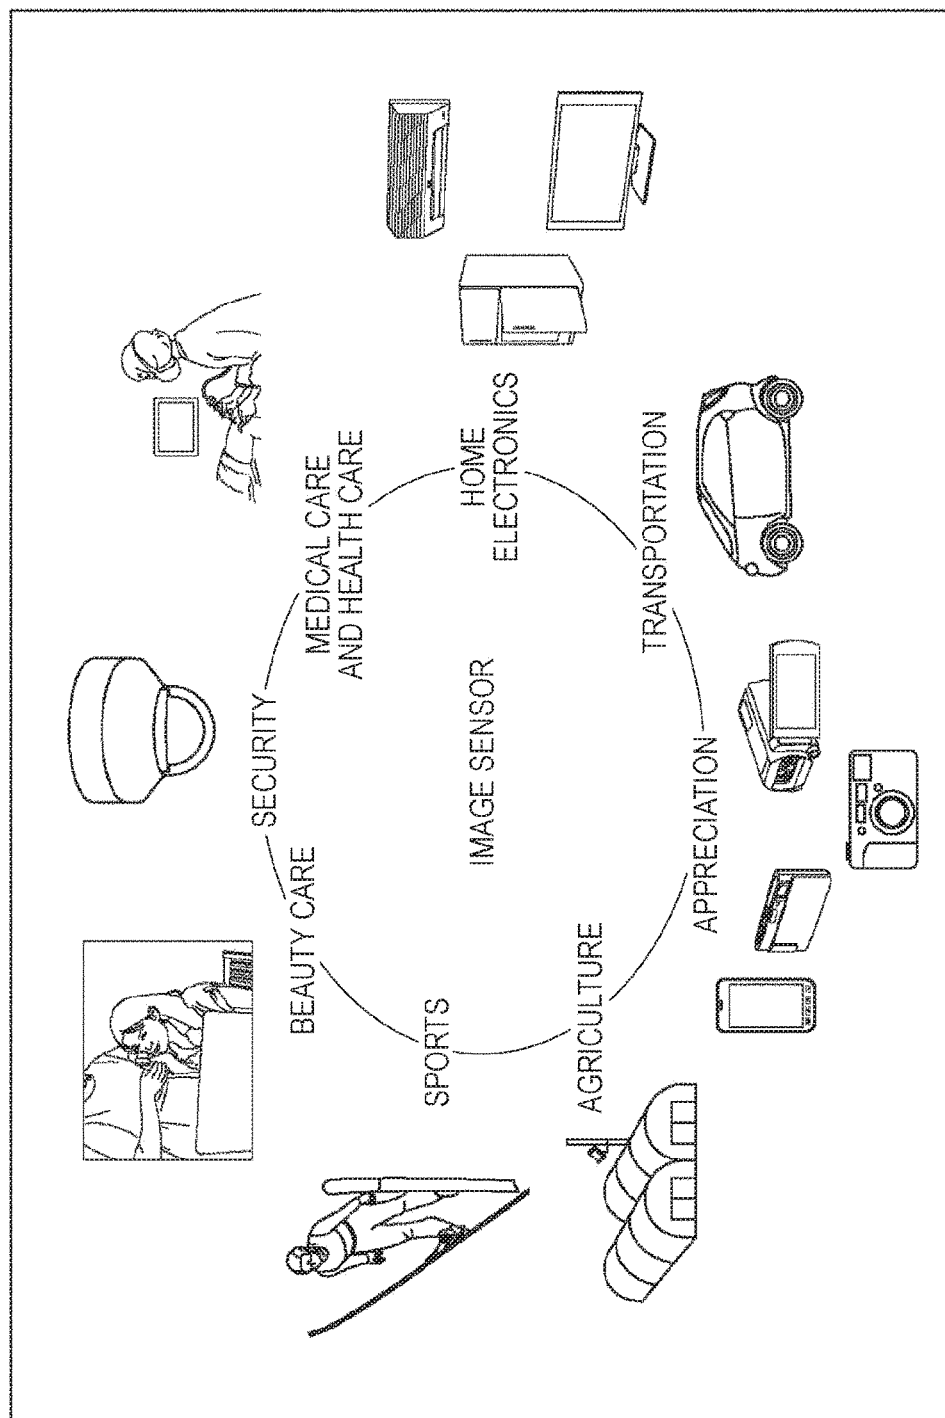 SECURITY
MEDICAL CARE
AND HEALTH CARE
HOME
ELECTRONICS
TRANSPORTATION
APPRECIATION
AGRICULTURE
SPORTS
BEAUTY CARE
IMAGE SENSOR